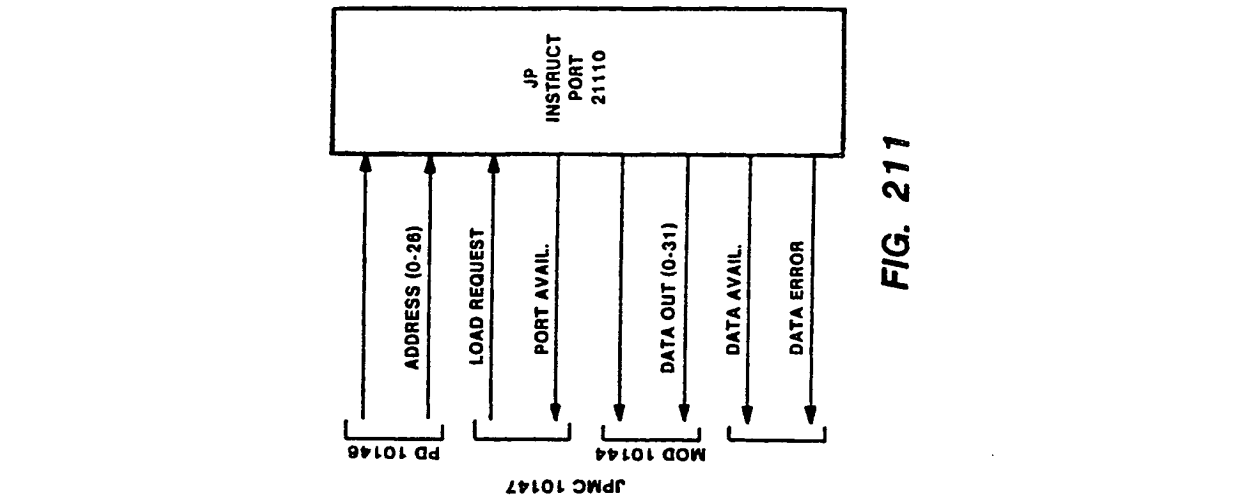 JP
INSTRUCT
PORT
21110
ADDRESS (0-26)
LOAD REQUEST
PORT AVAIL.
DATA OUT (0-31)
DATA AVAIL.
DATA ERROR
PD 10146
MOD 10144
JPMC 10147
FIG. 211